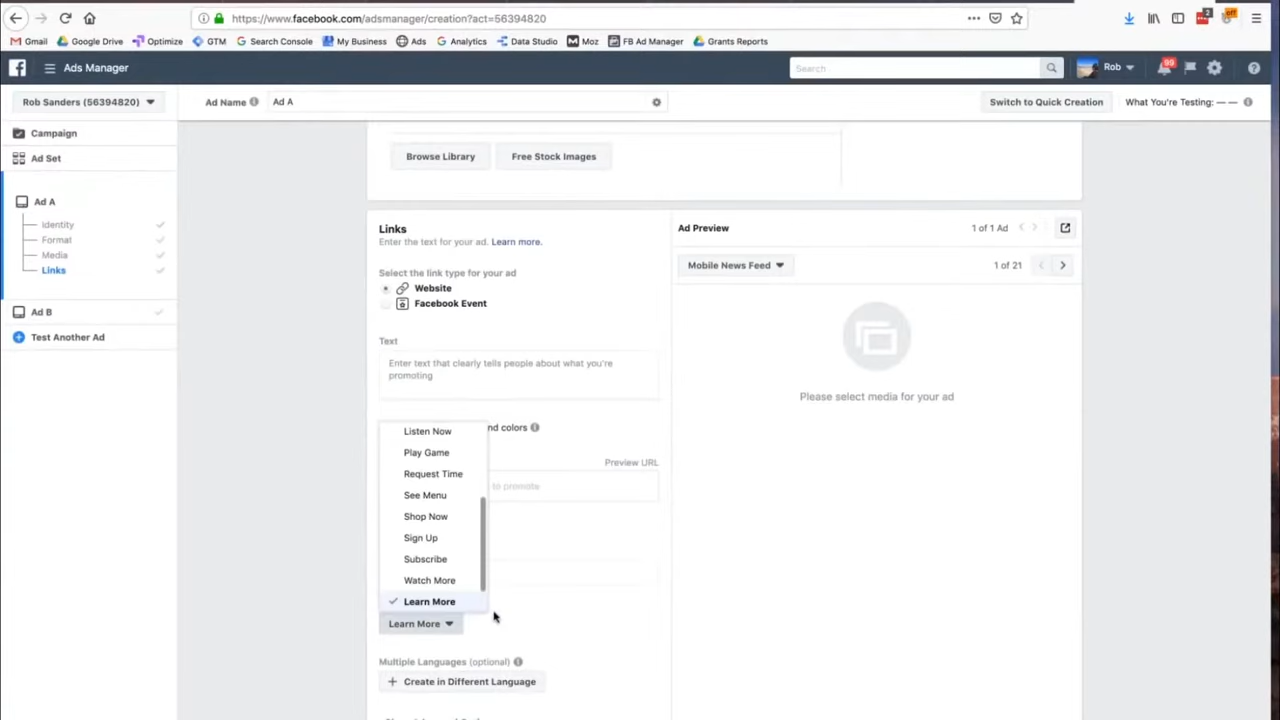 https://www.facebook.com/adsmanager/creation?act=56394820
2
off
Gmail Google Drive Optimize GTM Search Console My Business Ads Analytics Data Studio Moz FB Ad Manager Grants Reports
Ads Manager
Search
Rob
99
Rob Sanders (56394820)
Ad Name
Ad A
Switch to Quick Creation
What You're Testing: — —
Campaign
Ad Set
Ad A
Identity
Format
Media
Links
Ad B
Test Another Ad
Browse Library
Free Stock Images
Links
Enter the text for your ad. Learn more.
Select the link type for your ad
Website
Facebook Event
Text
Enter text that clearly tells people about what you're
promoting
nd colors
Preview URL
to promote
Listen Now
Play Game
Request Time
See Menu
Shop Now
Sign Up
Subscribe
Watch More
Learn More
Learn More
Multiple Languages (optional)
+ Create in Different Language
Ad Preview
1 of 1 Ad
Mobile News Feed
1 of 21
Please select media for your ad